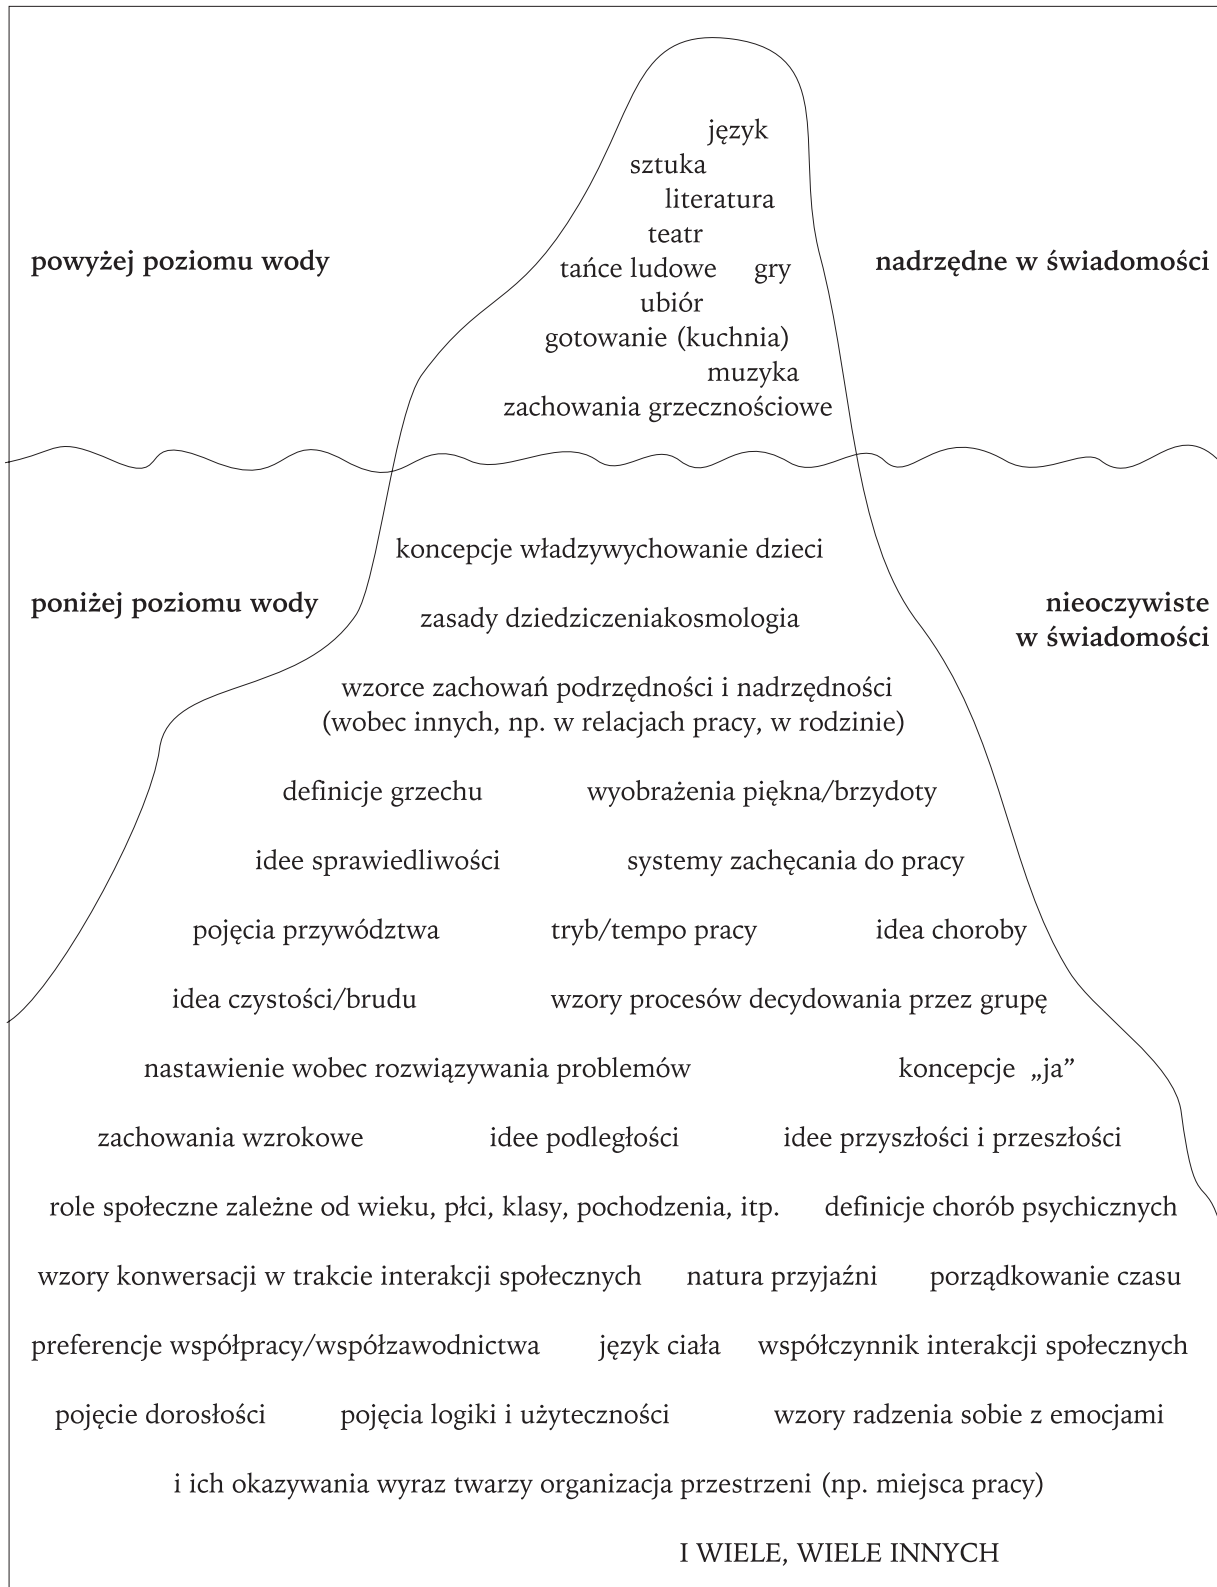 język
sztuka
literatura
teatr
powyżej poziomu wody
tańce ludowe gry
nadrzędne w świadomości
ubiór
gotowanie (kuchnia)
muzyka
zachowania grzecznościowe
koncepcje władzywychowanie dzieci
poniżej poziomu wody
nieoczywiste
w świadomości
zasady dziedziczeniakosmologia
wzorce zachowań podrzędności i nadrzędności
(wobec innych, np. w relacjach pracy, w rodzinie)
definicje grzechu wyobrażenia piękna/brzydoty
idee sprawiedliwości systemy zachęcania do pracy
pojęcia przywództwa tryb/tempo pracy idea choroby
idea czystości/brudu wzory procesów decydowania przez grupę
nastawienie wobec rozwiązywania problemów koncepcje „ja”
zachowania wzrokowe idee podległości idee przyszłości i przeszłości
role społeczne zależne od wieku, płci, klasy, pochodzenia, itp. definicje chorób psychicznych
wzory konwersacji w trakcie interakcji społecznych natura przyjaźni porządkowanie czasu
preferencje współpracy/współzawodnictwa język ciała współczynnik interakcji społecznych
pojęcie dorosłości pojęcia logiki i użyteczności wzory radzenia sobie z emocjami
i ich okazywania wyraz twarzy organizacja przestrzeni (np. miejsca pracy)
I WIELE, WIELE INNYCH